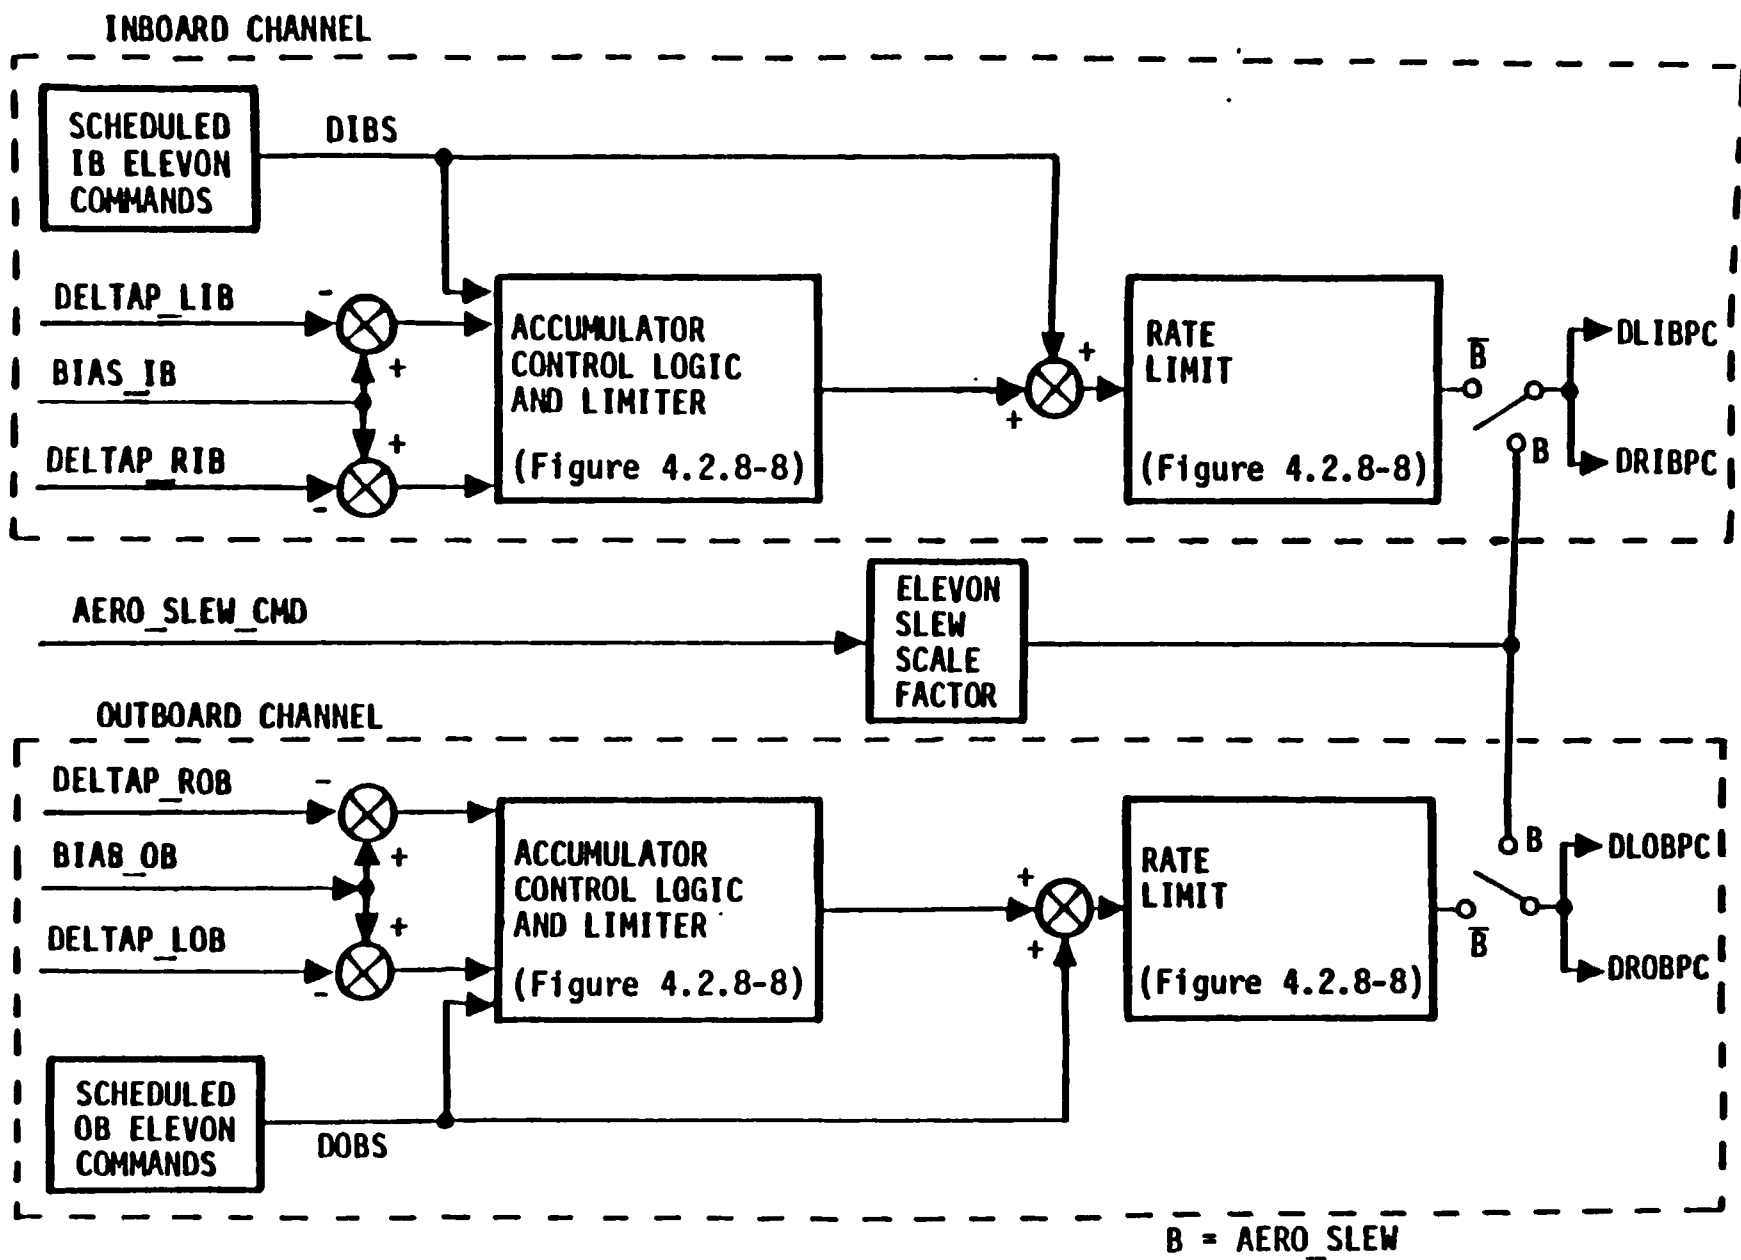 INBOARD CHANNEL
SCHEDULED
IB ELEVON
COMMANDS
DIBS
DELTAP_LIB
-
BIAS_IB
+
+
DELTAP_RIB
-
ACCUMULATOR
CONTROL LOGIC
AND LIMITER
(Figure 4.2.8-8)
+
+
RATE
LIMIT
(Figure 4.2.8-8)
B̅
B
DLIBPC
DRIBPC
AERO_SLEW_CMD
ELEVON
SLEW
SCALE
FACTOR
OUTBOARD CHANNEL
DELTAP_ROB
-
BIAB_OB
+
+
DELTAP_LOB
-
ACCUMULATOR
CONTROL LOGIC
AND LIMITER
(Figure 4.2.8-8)
+
+
RATE
LIMIT
(Figure 4.2.8-8)
B
B̅
DLOBPC
DROBPC
SCHEDULED
OB ELEVON
COMMANDS
DOBS
B = AERO_SLEW